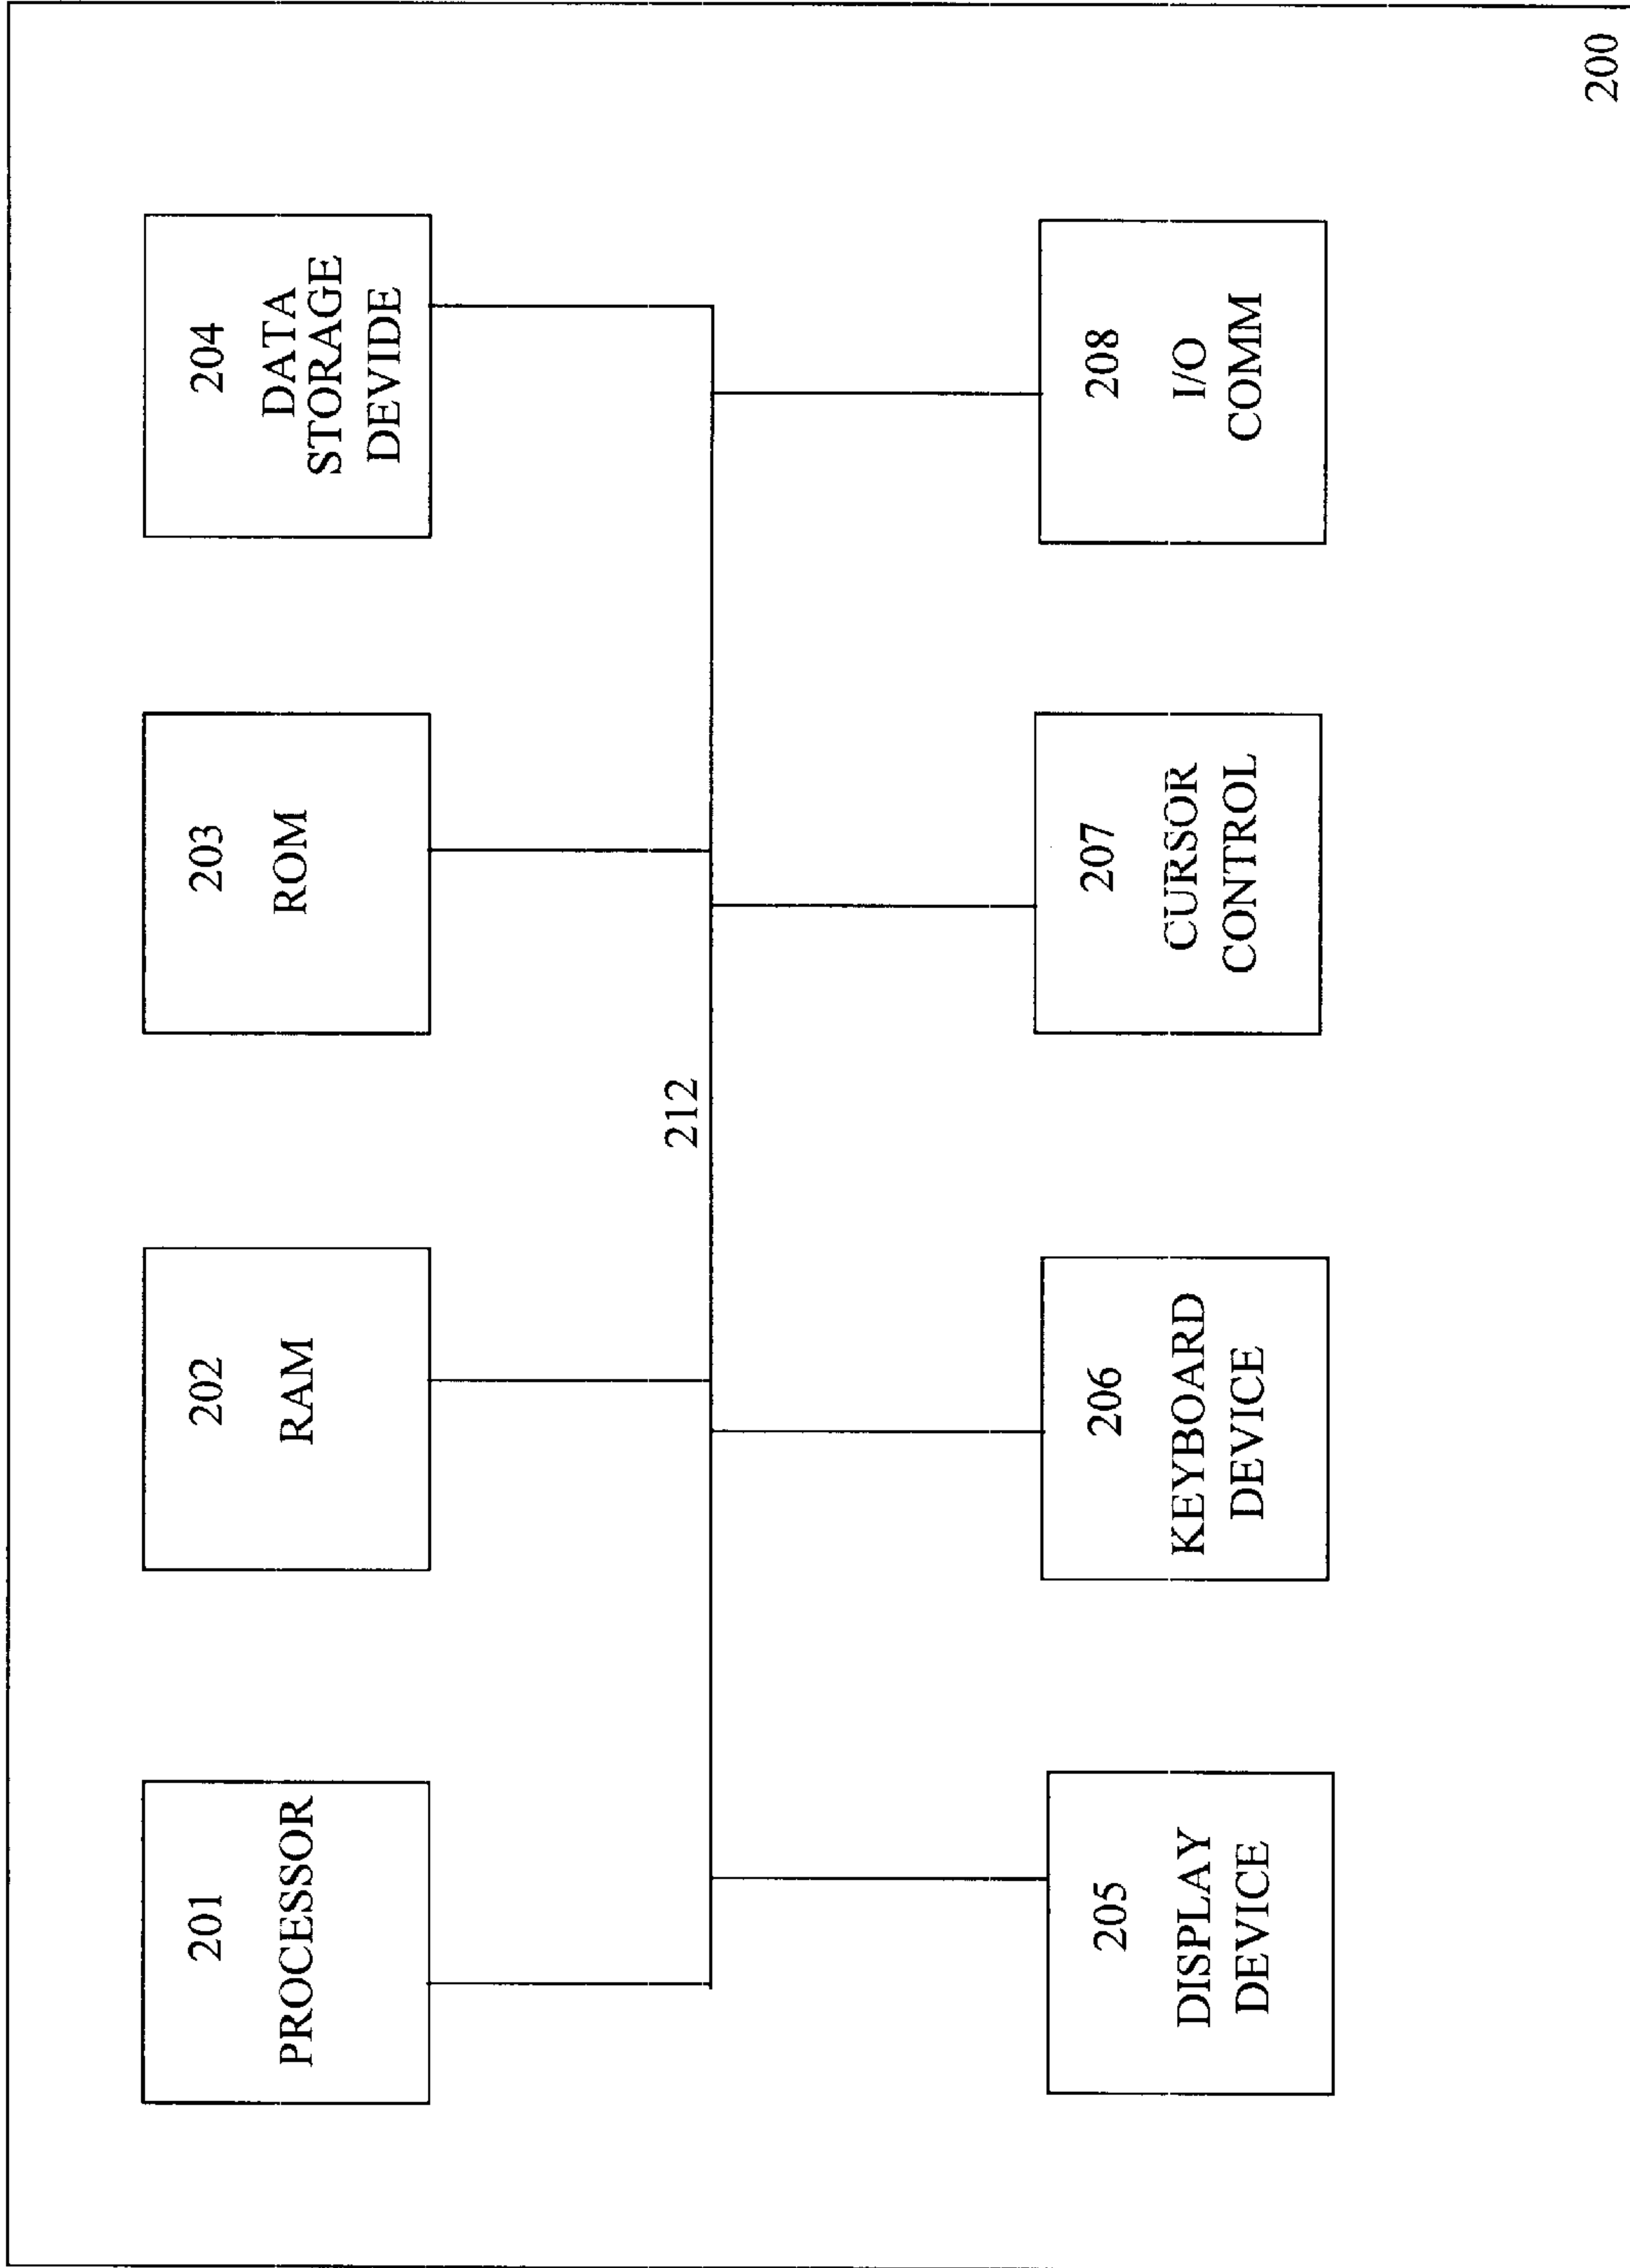 201
PROCESSOR
202
RAM
203
ROM
204
DATA
STORAGE
DEVIDE
212
205
DISPLAY
DEVICE
206
KEYBOARD
DEVICE
207
CURSOR
CONTROL
208
I/O
COMM
200